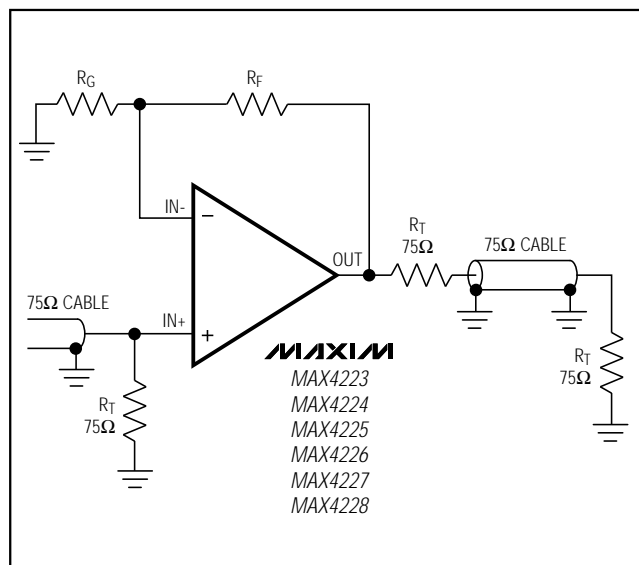 RG
RF
IN-
−
OUT
RT
75Ω
75Ω CABLE
75Ω CABLE
IN+
+
MAXIM
RT
75Ω
RT
75Ω
MAX4223
MAX4224
MAX4225
MAX4226
MAX4227
MAX4228